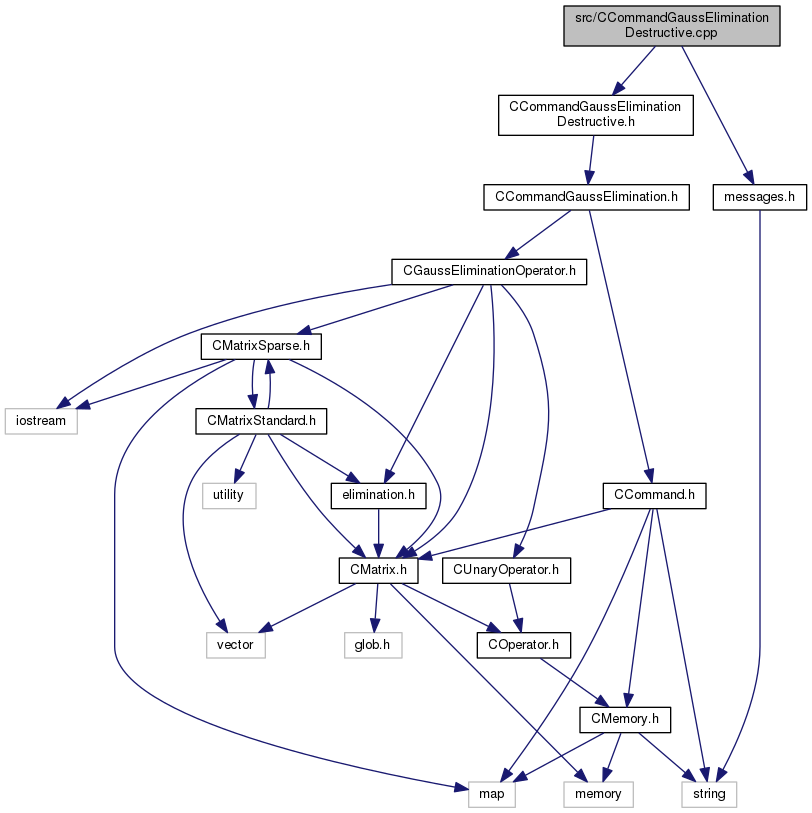 src/CCommandGaussElimination
Destructive.cpp
CCommandGaussElimination
Destructive.h
CCommandGaussElimination.h
messages.h
CGaussEliminationOperator.h
CMatrixSparse.h
iostream
CMatrixStandard.h
utility
elimination.h
CCommand.h
CMatrix.h
CUnaryOperator.h
vector
glob.h
COperator.h
CMemory.h
map
memory
string